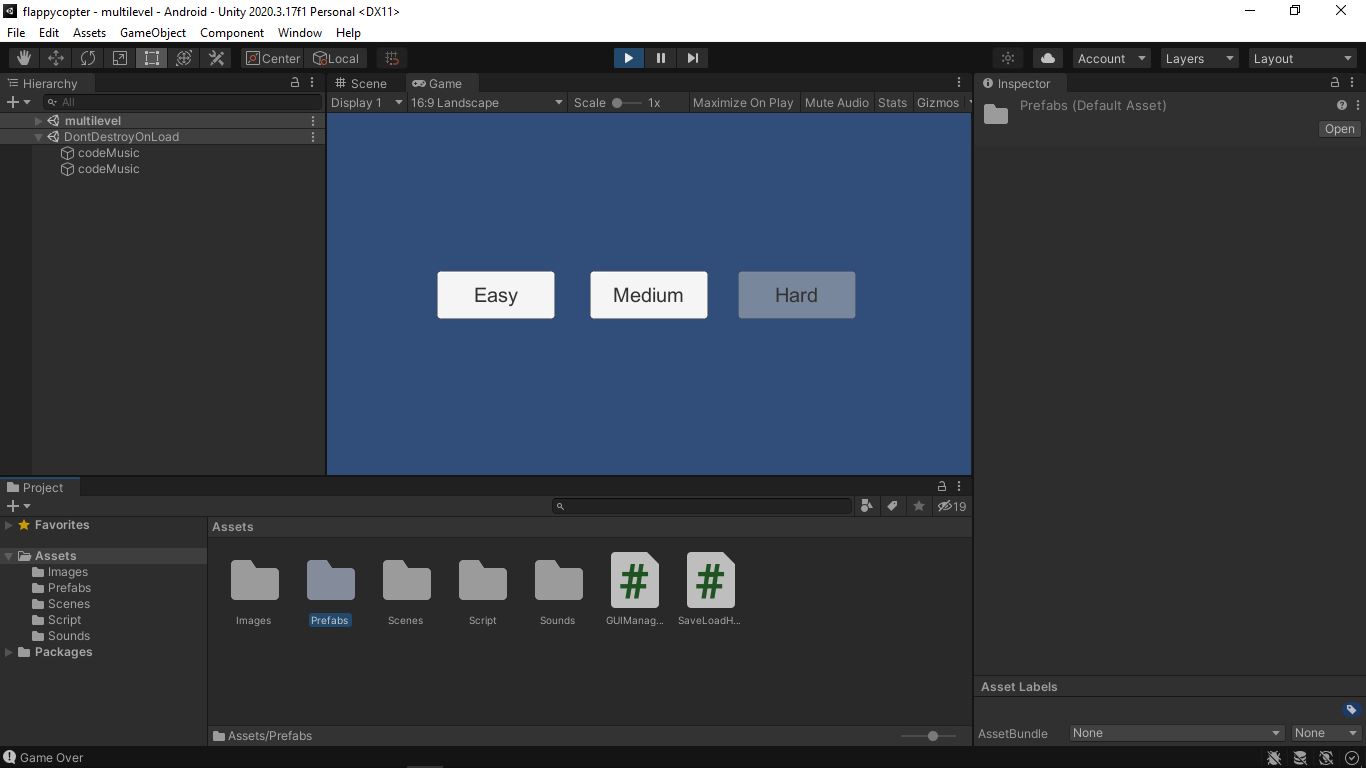 flappycopter - multilevel - Android - Unity 2020.3.17f1 Personal <DX11>
File Edit Assets GameObject Component Window Help
Center Local Account Layers Layout
Hierarchy
All
multilevel
DontDestroyOnLoad
codeMusic
codeMusic
Scene Game
Display 1 16:9 Landscape Scale 1x Maximize On Play Mute Audio Stats Gizmos
Easy Medium Hard
Inspector
Prefabs (Default Asset)
Open
Project
19
Favorites
Assets
Images
Prefabs
Scenes
Script
Sounds
Packages
Assets
Images Prefabs Scenes Script Sounds GUIManag... SaveLoadH...
Assets/Prefabs
Asset Labels
AssetBundle None None
Game Over